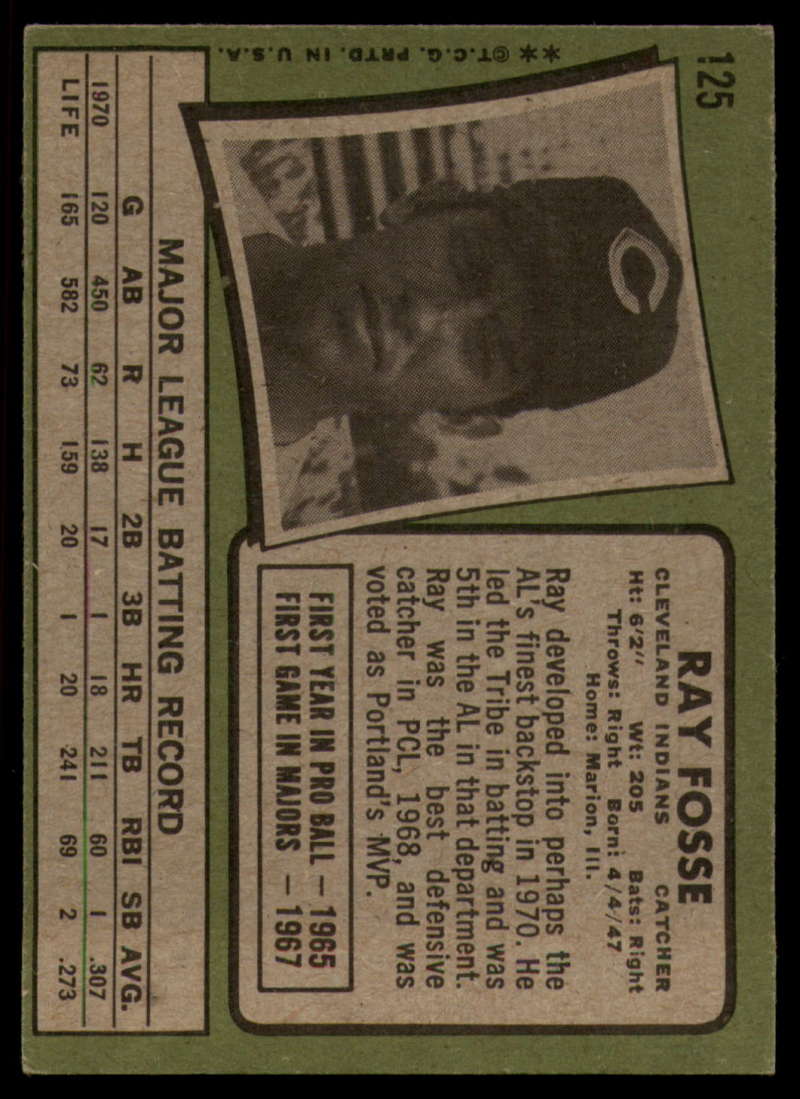 125
C
**©T.C.G. PRTD. IN U.S.A.
RAY FOSSE
CLEVELAND INDIANS CATCHER
Ht: 6'2" Wt: 205 Bats: Right
Throws: Right Born: 4/4/47
Home: Marion, Ill.
Ray developed into perhaps the
AL's finest backstop in 1970. He
led the Tribe in batting and was
5th in the AL in that department.
Ray was the best defensive
catcher in PCL, 1968, and was
voted as Portland's MVP.
FIRST YEAR IN PRO BALL — 1965
FIRST GAME IN MAJORS — 1967
MAJOR LEAGUE BATTING RECORD
G AB R H 2B 3B HR TB RBI SB AVG.
1970 120 450 62 138 17 1 18 211 60 1 .307
LIFE 165 582 73 159 20 1 20 241 69 2 .273